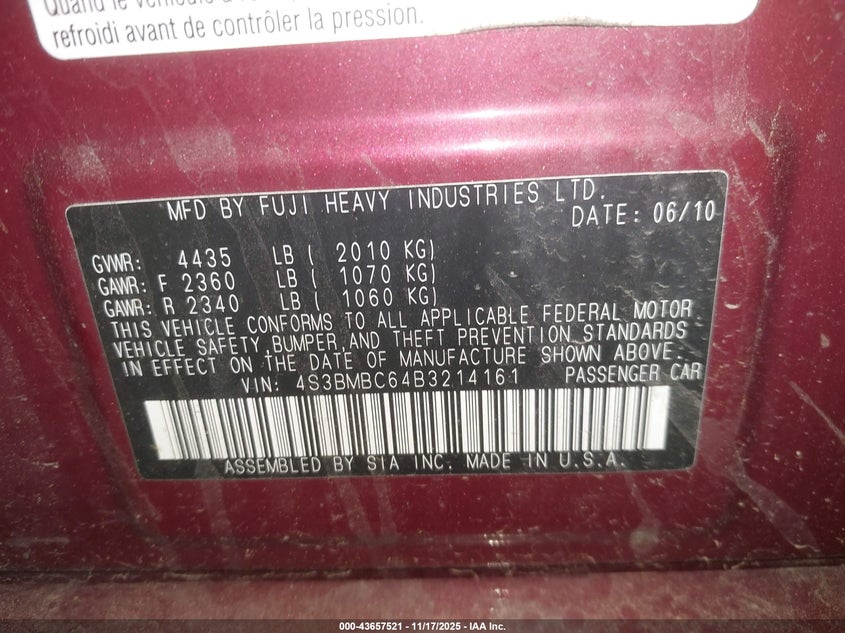 Quand le véhicule a
refroidi avant de contrôler la pression.
MFD BY FUJI HEAVY INDUSTRIES LTD.
DATE: 06/10
GVWR: 4435 LB ( 2010 KG)
GAWR: F 2360 LB ( 1070 KG)
GAWR: R 2340 LB ( 1060 KG)
THIS VEHICLE CONFORMS TO ALL APPLICABLE FEDERAL MOTOR
VEHICLE SAFETY BUMPER,AND THEFT PREVENTION STANDARDS
IN EFFECT ON THE DATE OF MANUFACTURE SHOWN ABOVE.
VIN: 4S3BMBC64B3214161 PASSENGER CAR
ASSEMBLED BY SIA INC. MADE IN U.S.A.
000-43657521 - 11/17/2025 - IAA Inc.